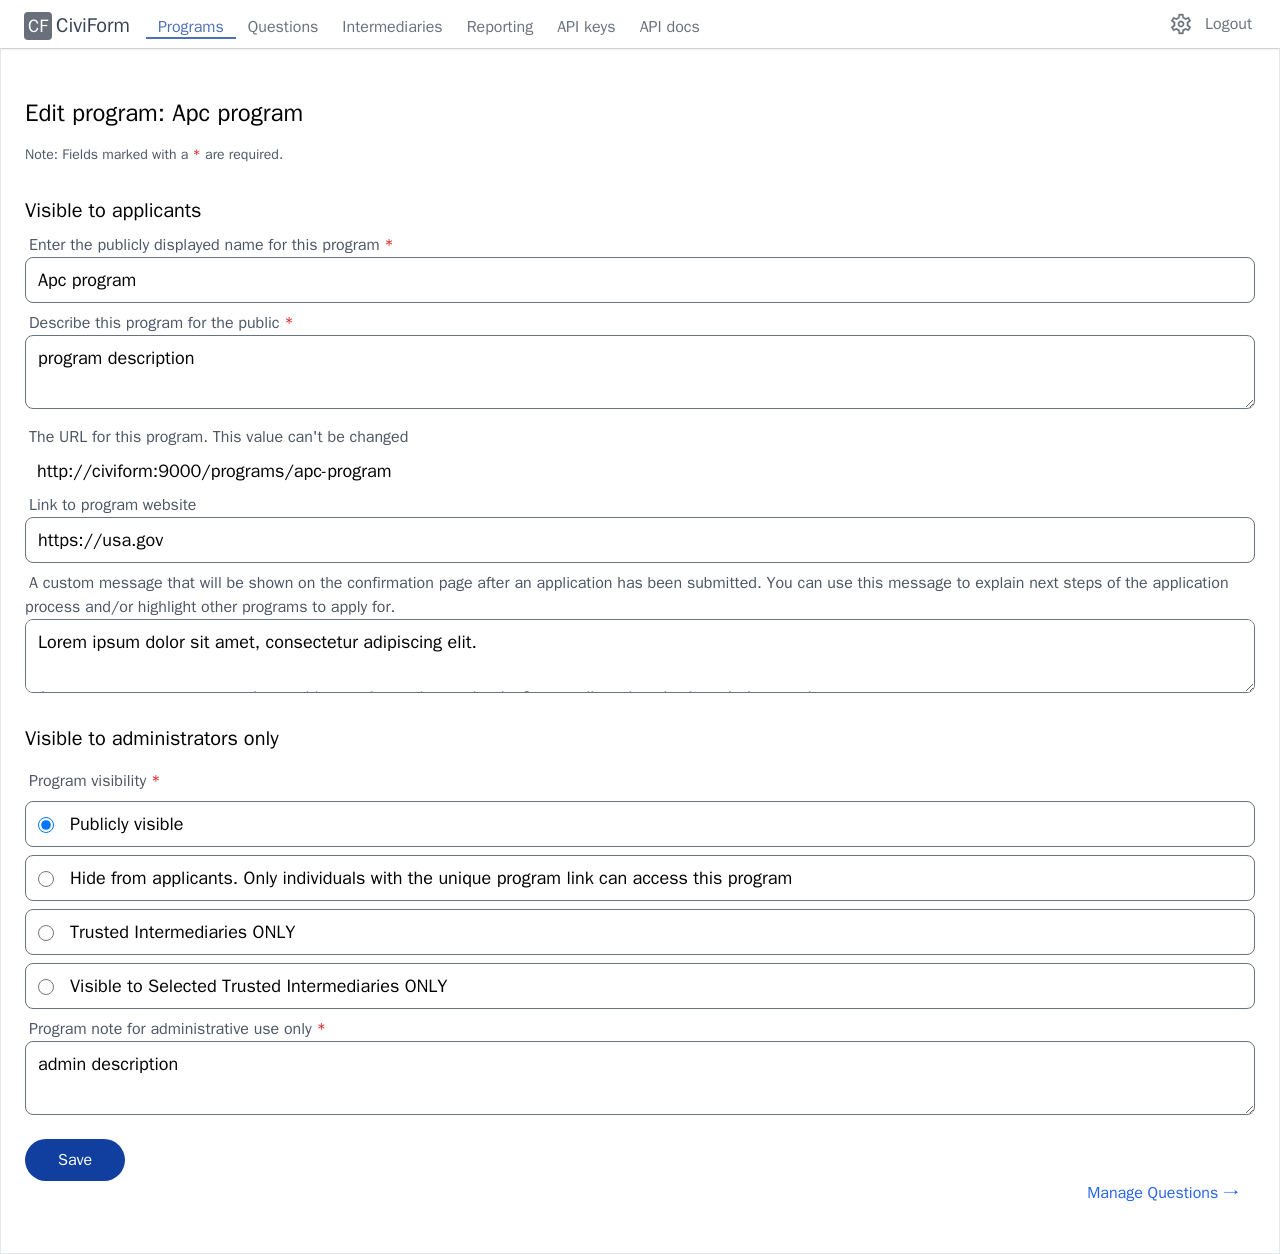 CF CiviForm Programs Questions Intermediaries Reporting API keys API docs Logout
Edit program: Apc program
Note: Fields marked with a * are required.
Visible to applicants
Enter the publicly displayed name for this program *
Apc program
Describe this program for the public *
program description
The URL for this program. This value can't be changed
http://civiform:9000/programs/apc-program
Link to program website
https://usa.gov
A custom message that will be shown on the confirmation page after an application has been submitted. You can use this message to explain next steps of the application
process and/or highlight other programs to apply for.
Lorem ipsum dolor sit amet, consectetur adipiscing elit.
Visible to administrators only
Program visibility *
Publicly visible
Hide from applicants. Only individuals with the unique program link can access this program
Trusted Intermediaries ONLY
Visible to Selected Trusted Intermediaries ONLY
Program note for administrative use only *
admin description
Save
Manage Questions →